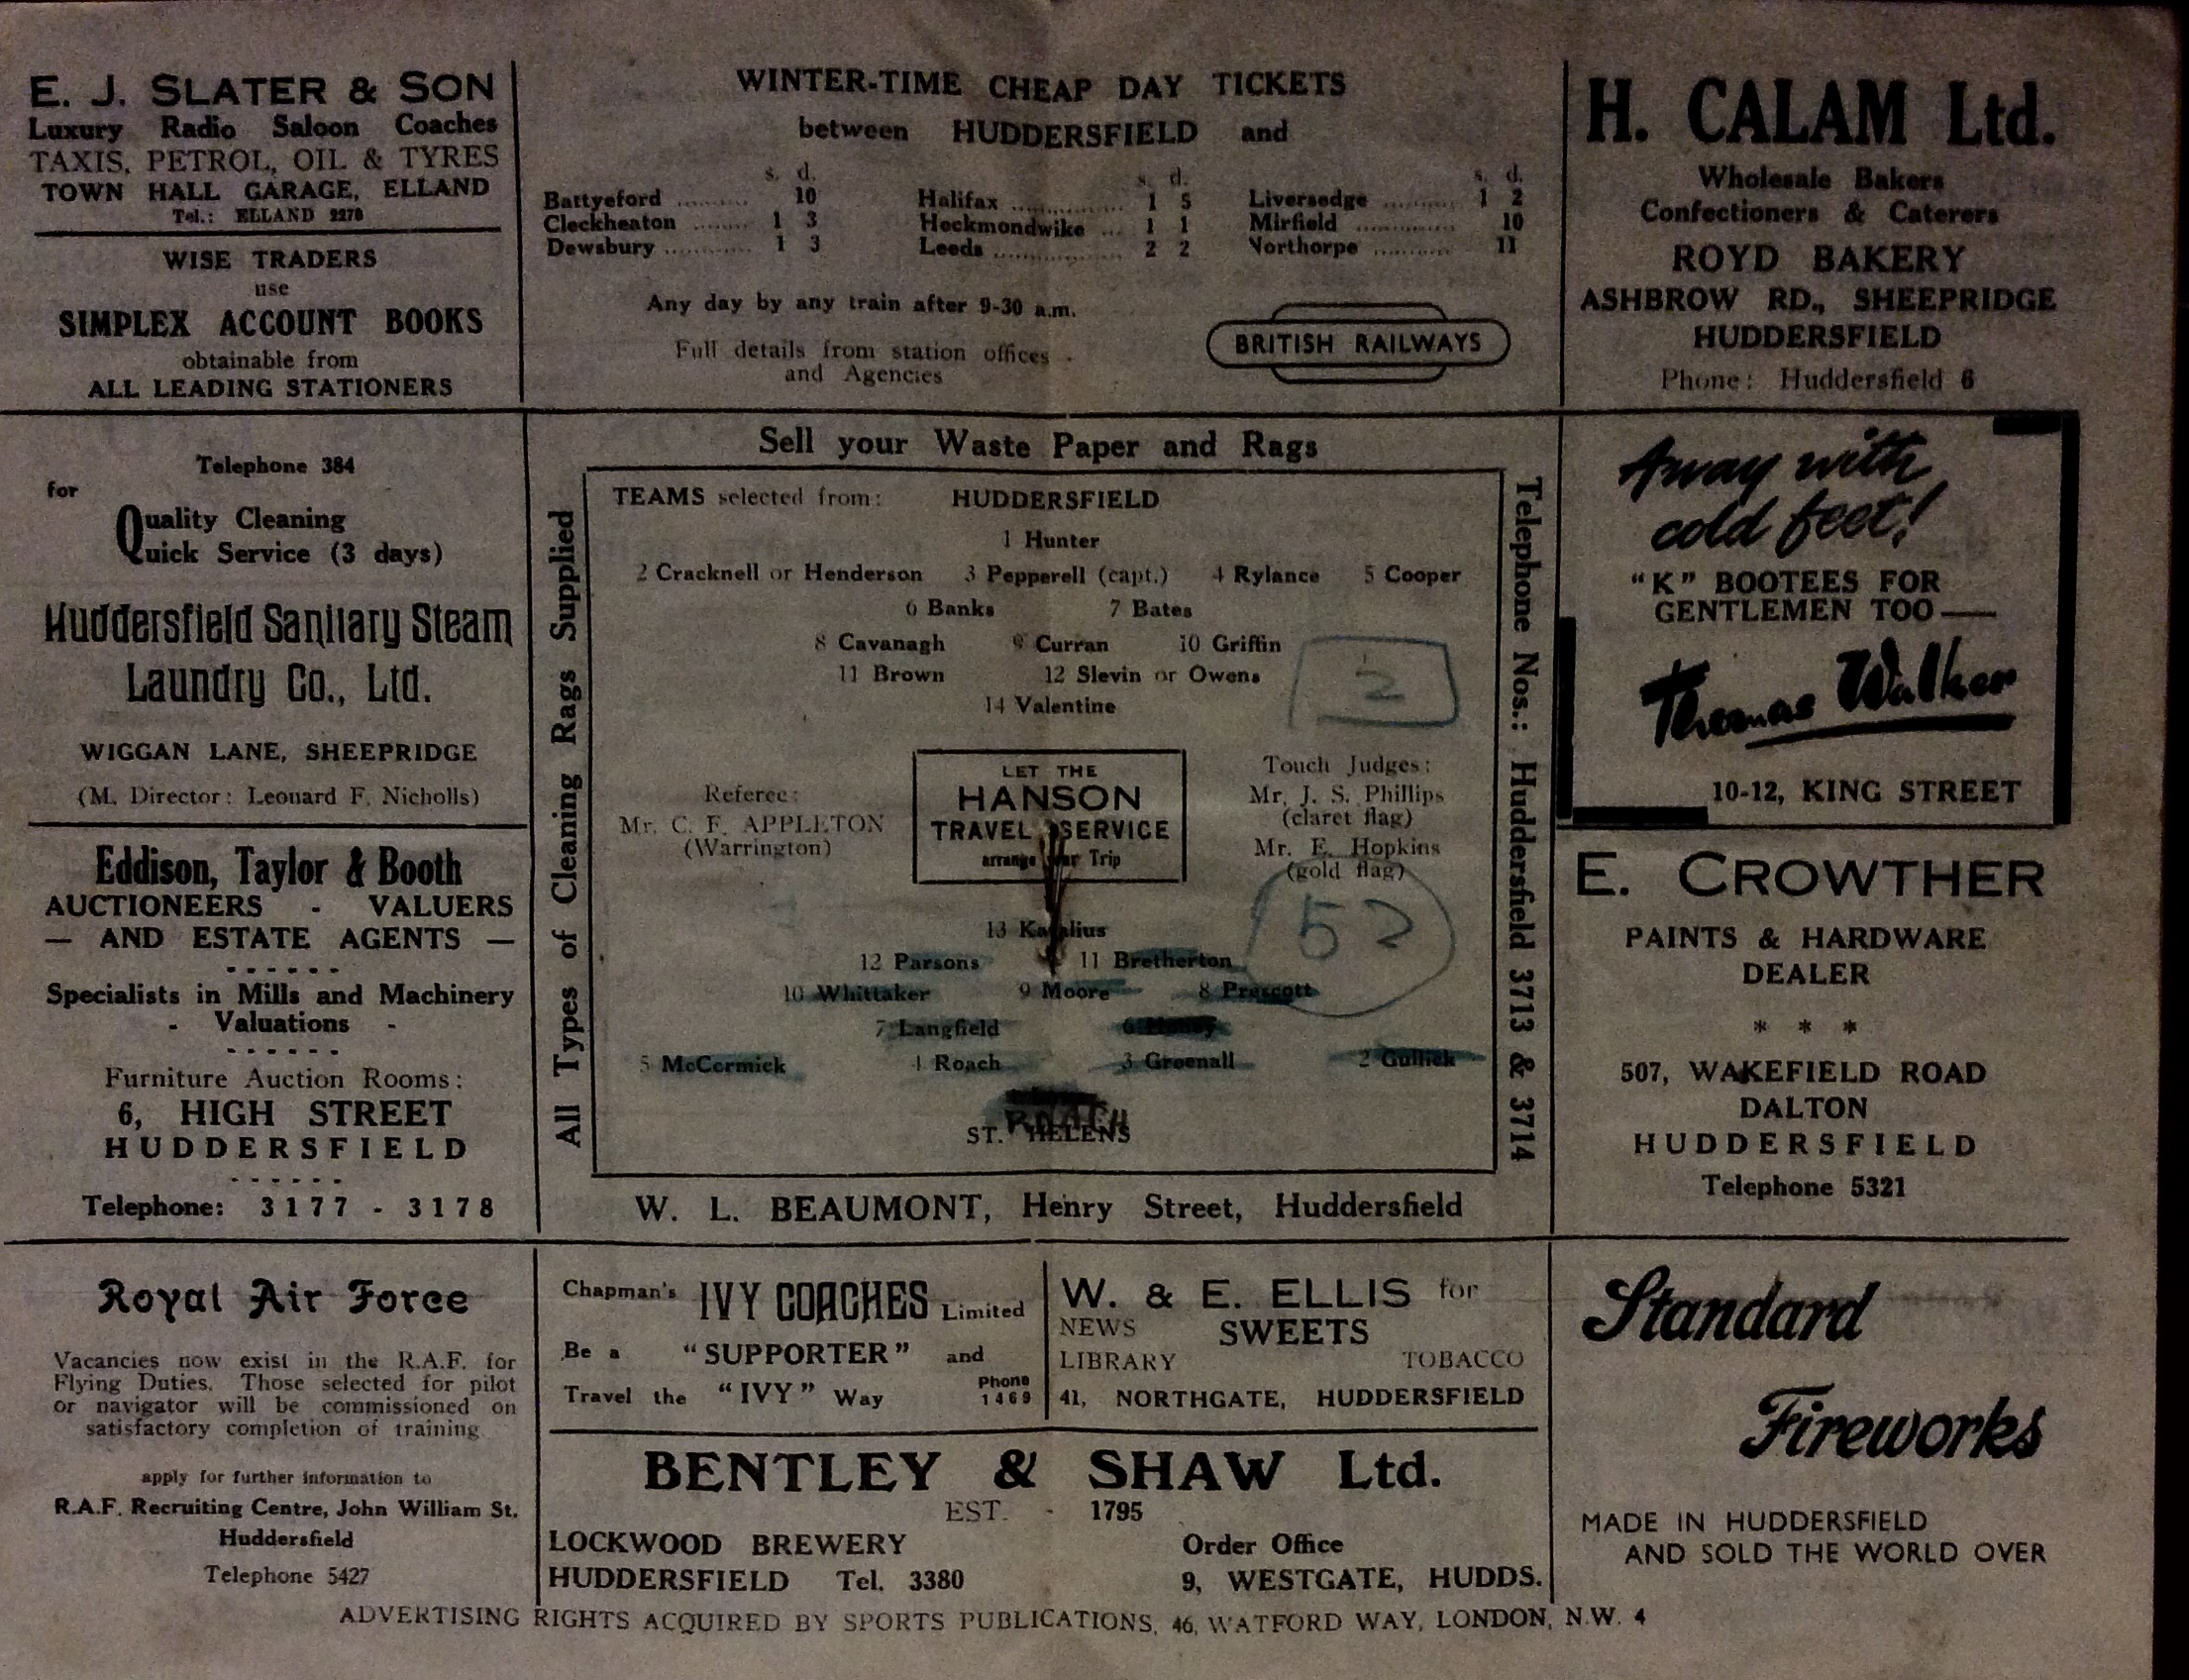 E. J. SLATER & SON
Luxury Radio Saloon Coaches
TAXIS, PETROL, OIL & TYRES
TOWN HALL GARAGE, ELLAND
Tel.: ELLAND 2278
WISE TRADERS
use
SIMPLEX ACCOUNT BOOKS
obtainable from
ALL LEADING STATIONERS
WINTER-TIME CHEAP DAY TICKETS
between HUDDERSFIELD and
s. d. s. d. s. d.
Battyeford ........ 10 Halifax .............. 1 5 Liversedge ......... 1 2
Cleckheaton ....... 1 3 Heckmondwike ... 1 1 Mirfield ............ 10
Dewsbury ........... 1 3 Leeds ................ 2 2 Northorpe .......... 11
Any day by any train after 9-30 a.m.
Full details from station offices
and Agencies
BRITISH RAILWAYS
H. CALAM Ltd.
Wholesale Bakers
Confectioners & Caterers
ROYD BAKERY
ASHBROW RD., SHEEPRIDGE
HUDDERSFIELD
Phone: Huddersfield 6
Telephone 384
for
Quality Cleaning
Quick Service (3 days)
Huddersfield Sanitary Steam
Laundry Co., Ltd.
WIGGAN LANE, SHEEPRIDGE
(M. Director: Leonard F. Nicholls)
Eddison, Taylor & Booth
AUCTIONEERS - VALUERS
— AND ESTATE AGENTS —
Specialists in Mills and Machinery
- Valuations -
Furniture Auction Rooms:
6, HIGH STREET
HUDDERSFIELD
Telephone: 3177 - 3178
Sell your Waste Paper and Rags
All Types of Cleaning Rags Supplied
TEAMS selected from: HUDDERSFIELD
1 Hunter
2 Cracknell or Henderson 3 Pepperell (capt.) 4 Rylance 5 Cooper
6 Banks 7 Bates
8 Cavanagh 9 Curran 10 Griffin
11 Brown 12 Slevin or Owens
2
14 Valentine
Referee:
Mr. C. F. APPLETON
(Warrington)
LET THE
HANSON
TRAVEL SERVICE
arrange Trip
Touch Judges:
Mr. J. S. Phillips
(claret flag)
Mr. E. Hopkins
(gold flag)
52
13
12 Parsons 11 Bretherton
10 Whittaker 9 Moore 8 Prescott
7 Langfield 6
5 McCormick 4 Roach 3 Greenall 2 Gullick
ROACH
ST. HELENS
Telephone Nos.: Huddersfield 3713 & 3714
W. L. BEAUMONT, Henry Street, Huddersfield
Away with
cold feet!
"K" BOOTEES FOR
GENTLEMEN TOO—
Thomas Walker
10-12, KING STREET
E. CROWTHER
PAINTS & HARDWARE
DEALER
* * *
507, WAKEFIELD ROAD
DALTON
HUDDERSFIELD
Telephone 5321
Royal Air Force
Vacancies now exist in the R.A.F. for
Flying Duties. Those selected for pilot
or navigator will be commissioned on
satisfactory completion of training
apply for further information to
R.A.F. Recruiting Centre, John William St.
Huddersfield
Telephone 5427
Chapman's IVY COACHES Limited
Be a "SUPPORTER" and
Travel the "IVY" Way Phone 1469
W. & E. ELLIS for
NEWS SWEETS
LIBRARY TOBACCO
41, NORTHGATE, HUDDERSFIELD
BENTLEY & SHAW Ltd.
EST. - 1795
LOCKWOOD BREWERY Order Office
HUDDERSFIELD Tel. 3380 9, WESTGATE, HUDDS.
Standard
Fireworks
MADE IN HUDDERSFIELD
AND SOLD THE WORLD OVER
ADVERTISING RIGHTS ACQUIRED BY SPORTS PUBLICATIONS, 46, WATFORD WAY, LONDON, N.W. 4